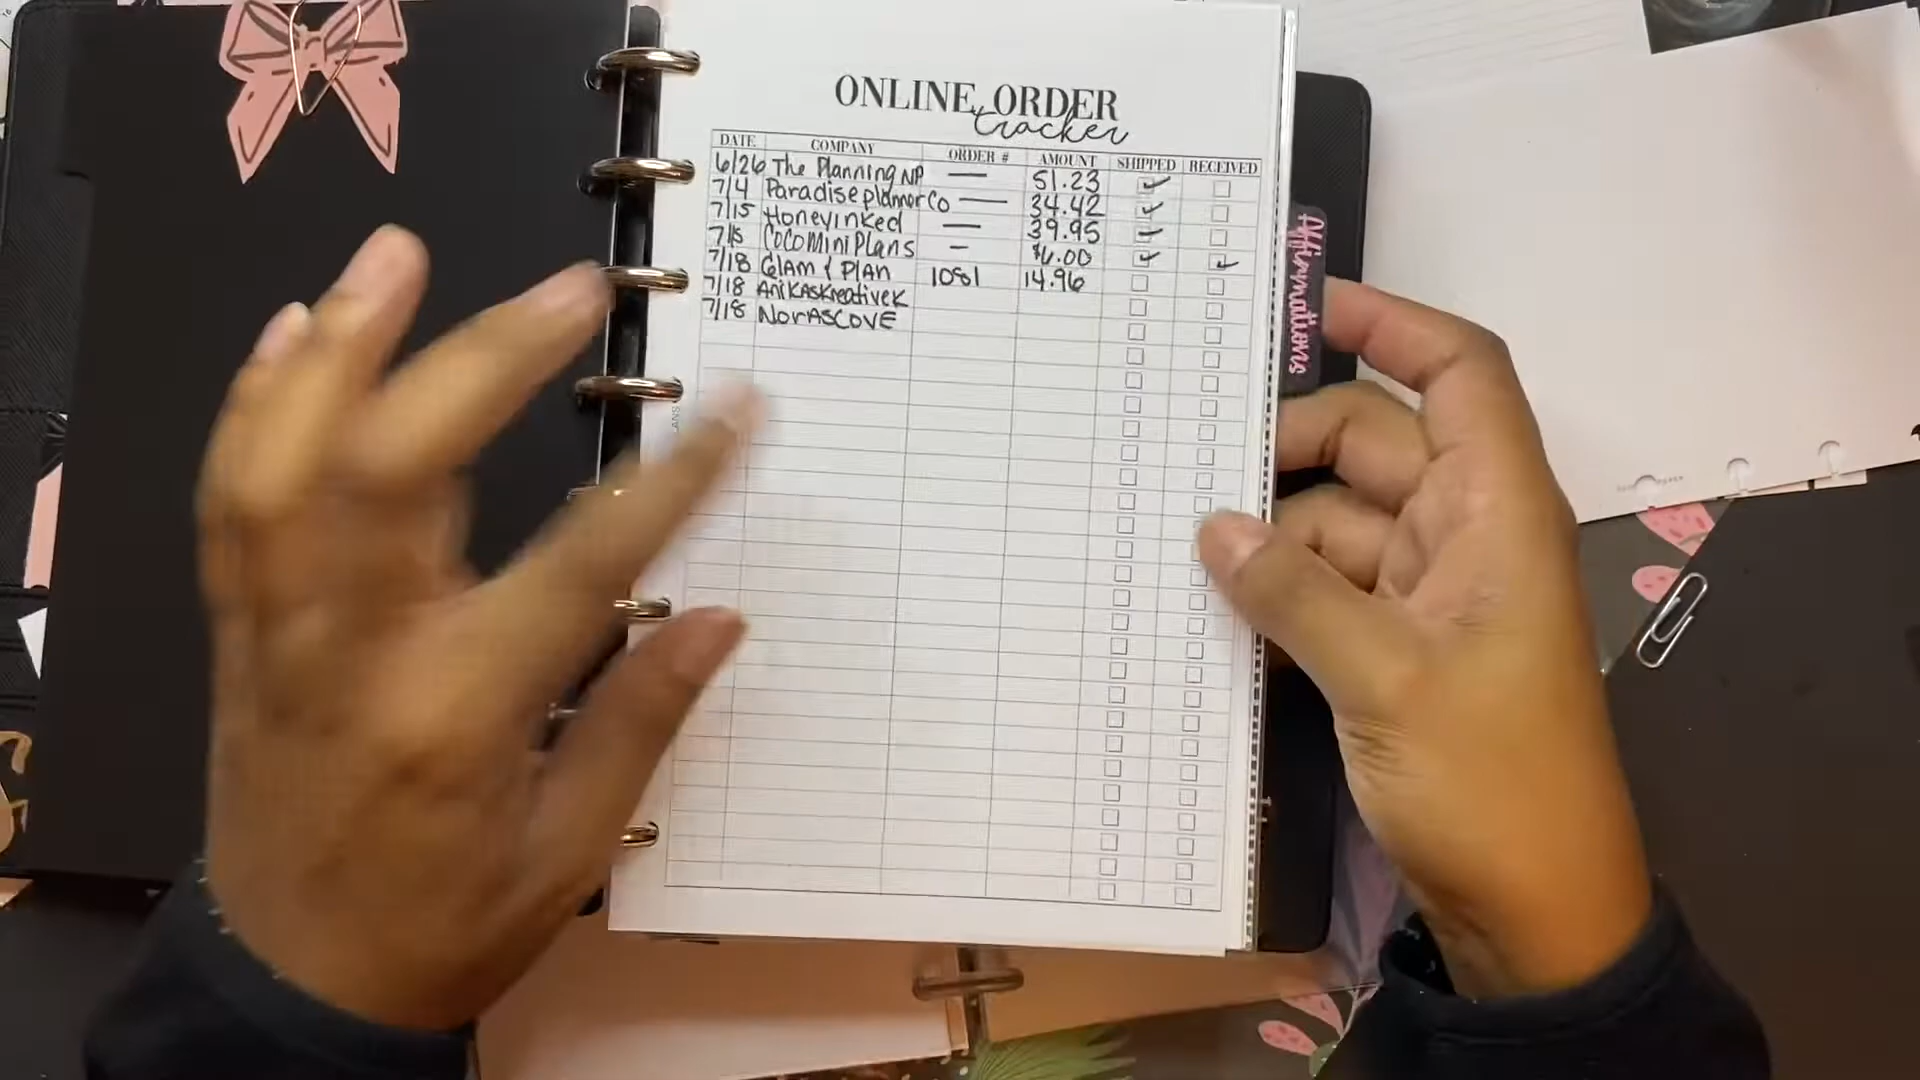 ONLINE ORDER
tracker
DATE COMPANY ORDER # AMOUNT SHIPPED RECEIVED
6/26 The Planning NP — 51.23
7/4 Paradise planner Co — 34.42
7/15 Honeyinked — 39.95
7/15 CoCoMiniPlans — $6.00
7/18 Glam & Plan 1081 14.96
7/18 AnikasKreativeK
7/18 NorasCove
Affirmations